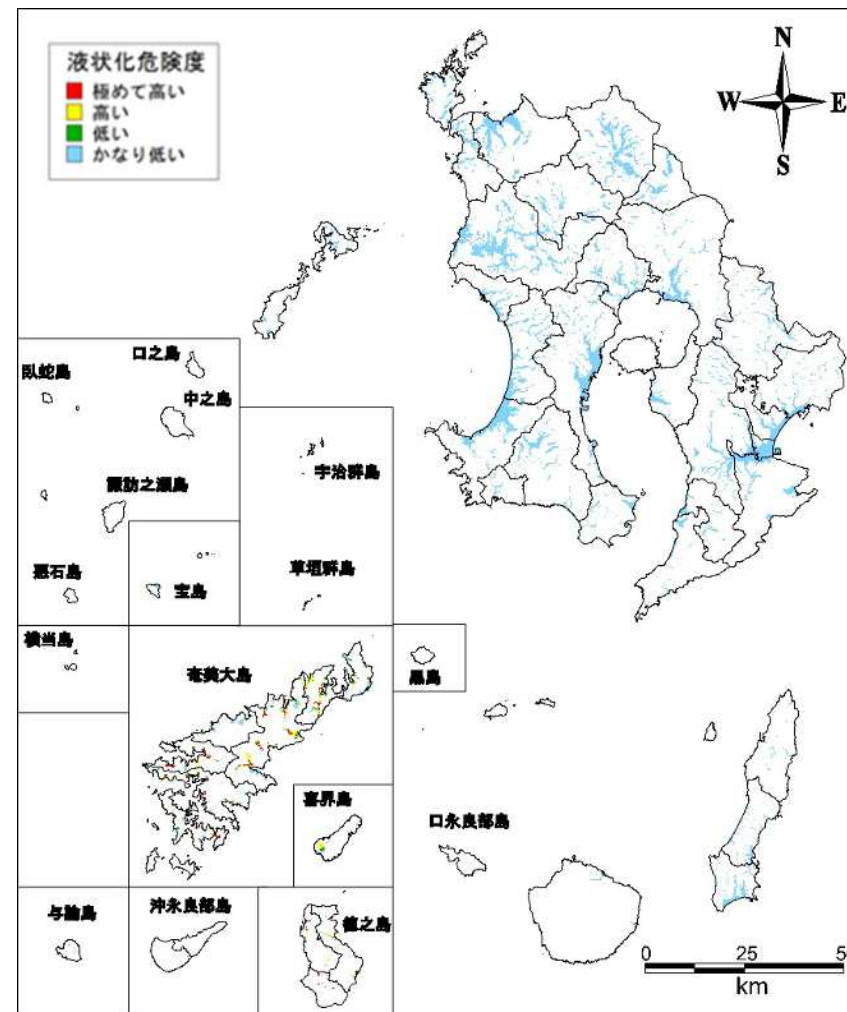 液状化危険度
極めて高い
高い
低い
かなり低い
N
W
E
S
口之島
臥蛇島
中之島
宇治群島
諏訪之瀬島
悪石島
宝島
草垣群島
横当島
奄美大島
黒島
喜界島
口永良部島
与論島
沖永良部島
徳之島
0
25
5
km